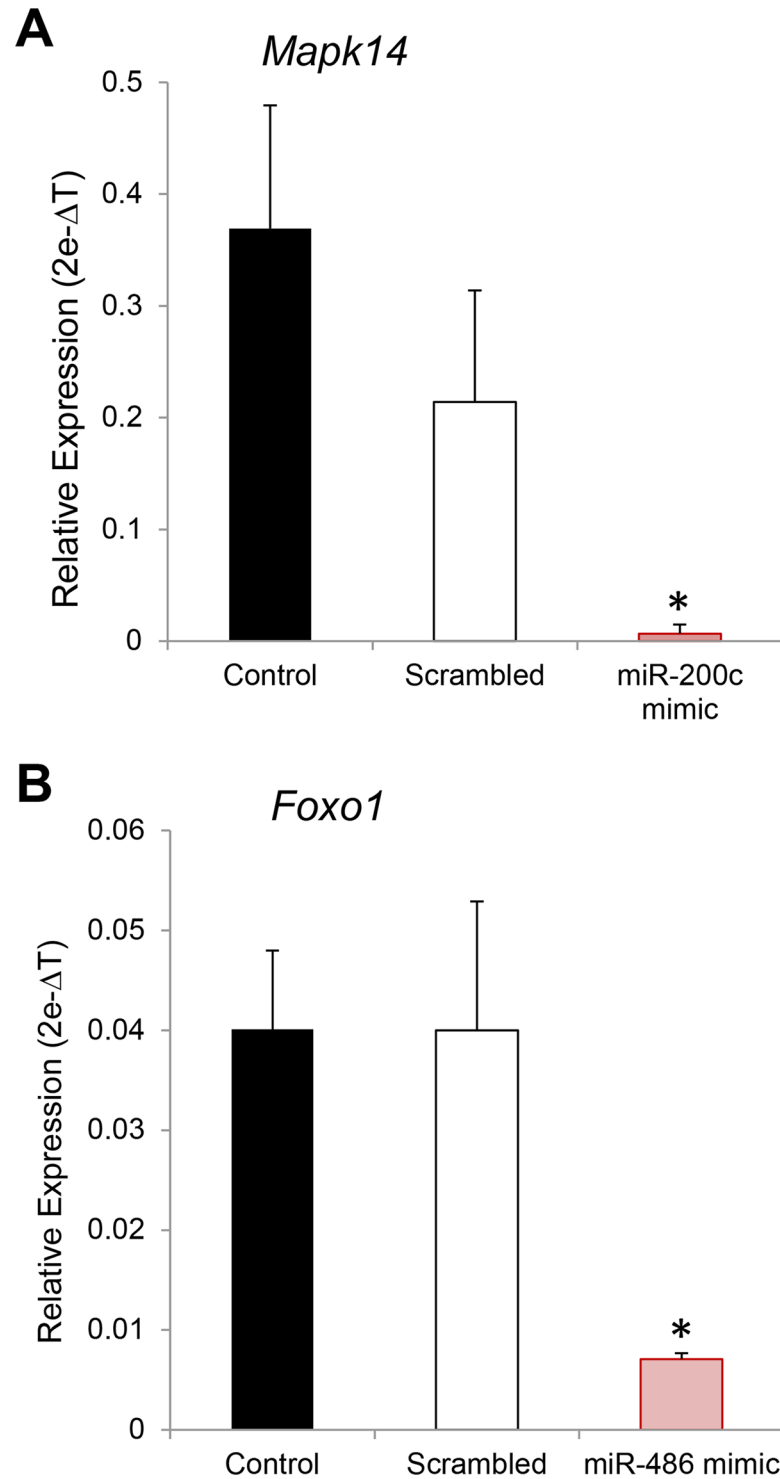 A
Mapk14
Relative Expression (2e-ΔT)
0.5
0.4
0.3
0.2
0.1
0
*
Control
Scrambled
miR-200c
mimic
B
Foxo1
Relative Expression (2e-ΔT)
0.06
0.05
0.04
0.03
0.02
0.01
0
*
Control
Scrambled
miR-486 mimic